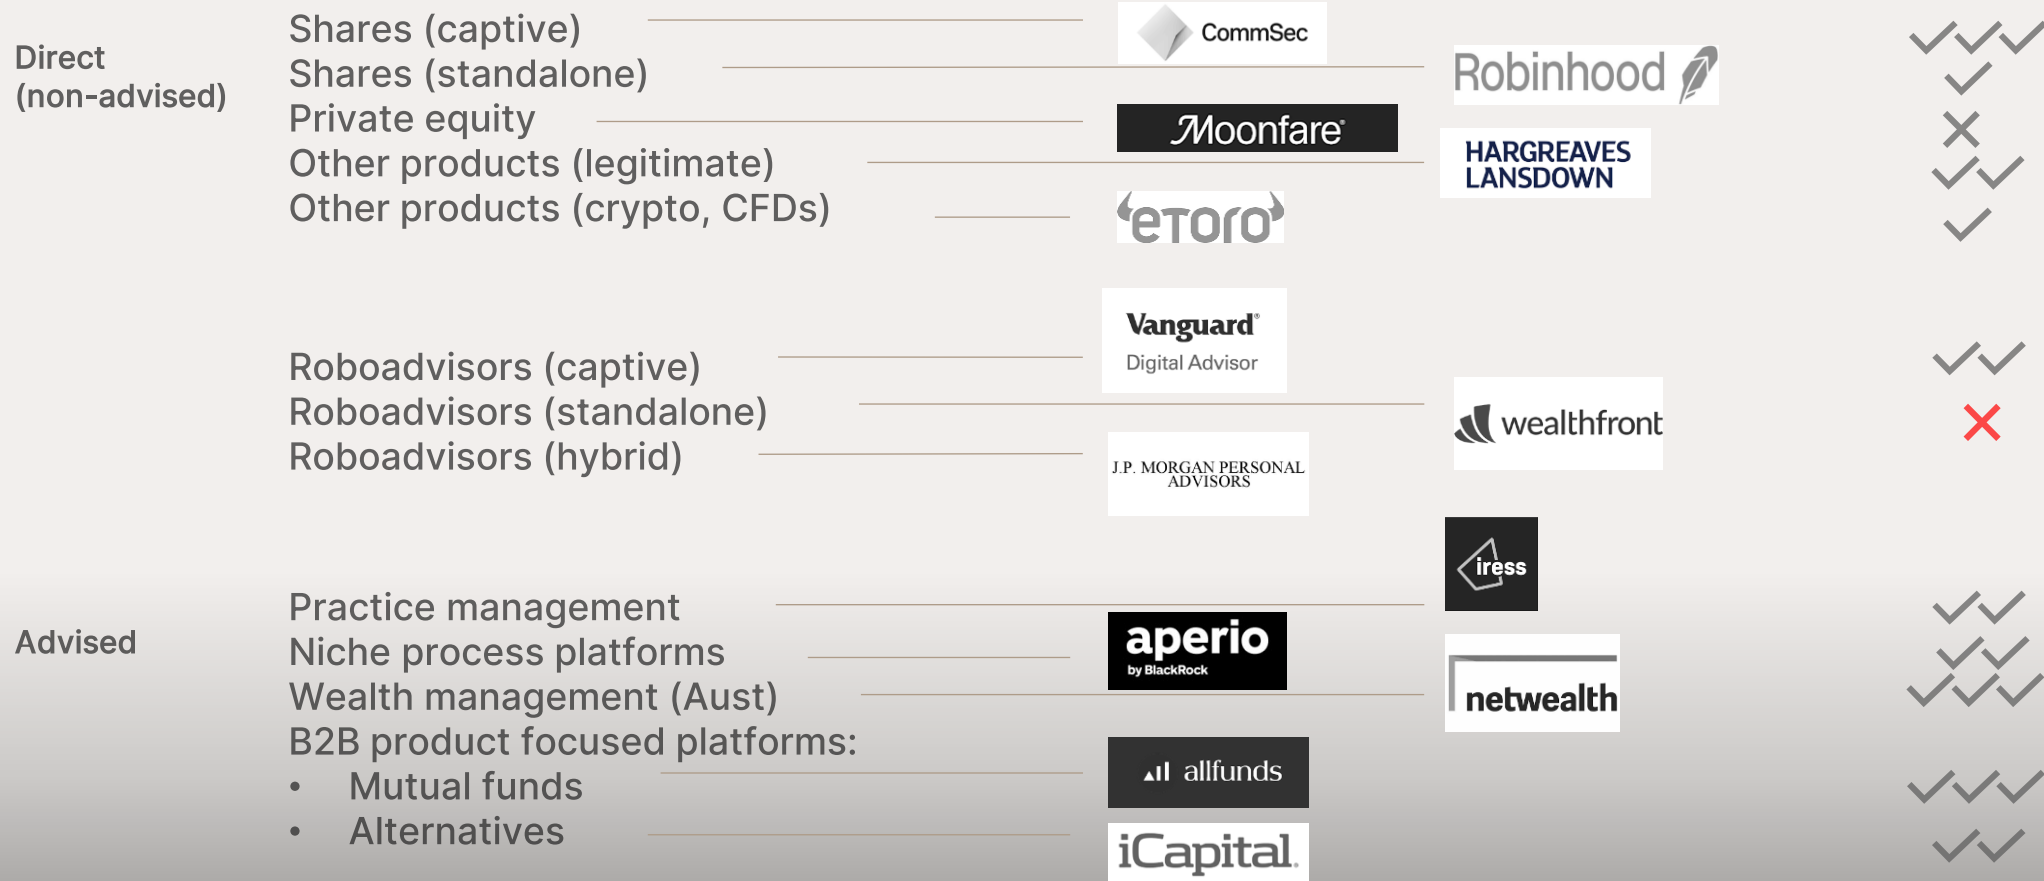 Direct
(non-advised)
Shares (captive)
CommSec
Shares (standalone)
Robinhood
Private equity
Moonfare
Other products (legitimate)
HARGREAVES
LANSDOWN
Other products (crypto, CFDs)
eToro
Roboadvisors (captive)
Vanguard®
Digital Advisor
Roboadvisors (standalone)
wealthfront
Roboadvisors (hybrid)
J.P. MORGAN PERSONAL
ADVISORS
Advised
Practice management
iress
Niche process platforms
aperio
by BlackRock
Wealth management (Aust)
netwealth
B2B product focused platforms:
• Mutual funds
allfunds
• Alternatives
iCapital.